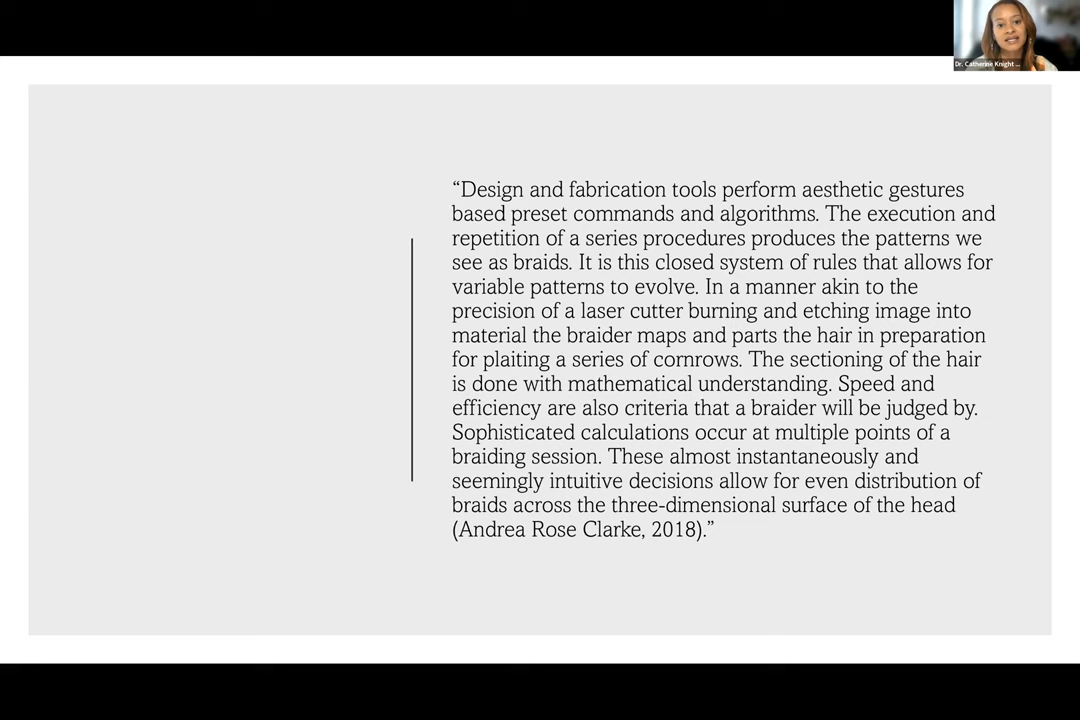 Dr. Catherine Knight ...
“Design and fabrication tools perform aesthetic gestures
based preset commands and algorithms. The execution and
repetition of a series procedures produces the patterns we
see as braids. It is this closed system of rules that allows for
variable patterns to evolve. In a manner akin to the
precision of a laser cutter burning and etching image into
material the braider maps and parts the hair in preparation
for plaiting a series of cornrows. The sectioning of the hair
is done with mathematical understanding. Speed and
efficiency are also criteria that a braider will be judged by.
Sophisticated calculations occur at multiple points of a
braiding session. These almost instantaneously and
seemingly intuitive decisions allow for even distribution of
braids across the three-dimensional surface of the head
(Andrea Rose Clarke, 2018).”